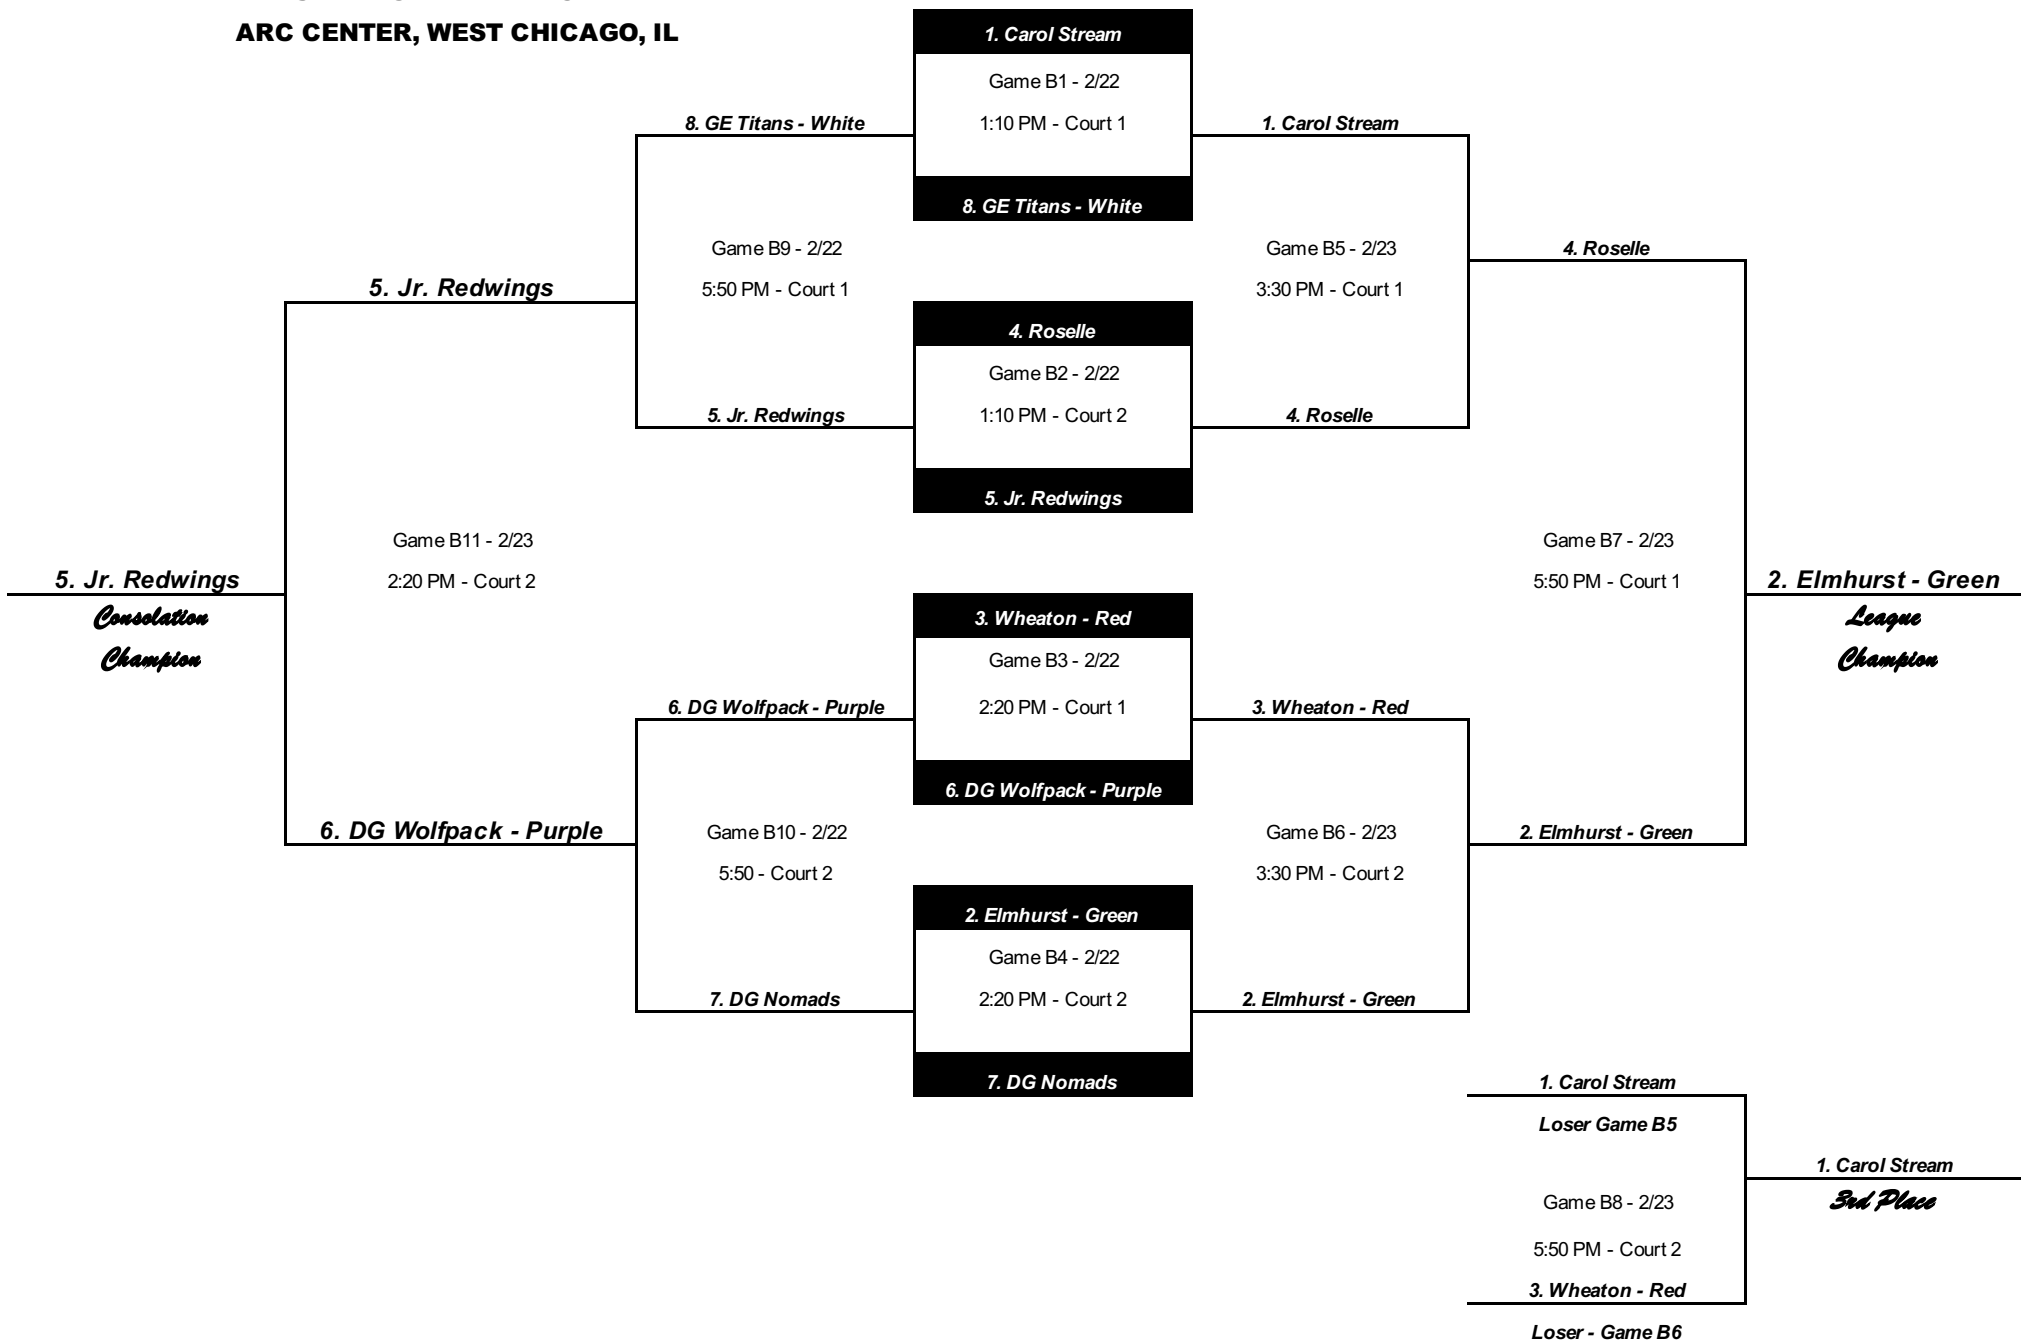 ARC CENTER, WEST CHICAGO, IL
1. Carol Stream
Game B1 - 2/22
8. GE Titans - White
1:10 PM - Court 1
1. Carol Stream
8. GE Titans - White
Game B9 - 2/22
Game B5 - 2/23
4. Roselle
5. Jr. Redwings
5:50 PM - Court 1
3:30 PM - Court 1
4. Roselle
Game B2 - 2/22
5. Jr. Redwings
1:10 PM - Court 2
4. Roselle
5. Jr. Redwings
Game B11 - 2/23
Game B7 - 2/23
5. Jr. Redwings
2:20 PM - Court 2
5:50 PM - Court 1
2. Elmhurst - Green
Consolation
3. Wheaton - Red
League
Champion
Game B3 - 2/22
Champion
6. DG Wolfpack - Purple
2:20 PM - Court 1
3. Wheaton - Red
6. DG Wolfpack - Purple
6. DG Wolfpack - Purple
Game B10 - 2/22
Game B6 - 2/23
2. Elmhurst - Green
5:50 - Court 2
3:30 PM - Court 2
2. Elmhurst - Green
Game B4 - 2/22
7. DG Nomads
2:20 PM - Court 2
2. Elmhurst - Green
7. DG Nomads
1. Carol Stream
Loser Game B5
1. Carol Stream
Game B8 - 2/23
3rd Place
5:50 PM - Court 2
3. Wheaton - Red
Loser - Game B6